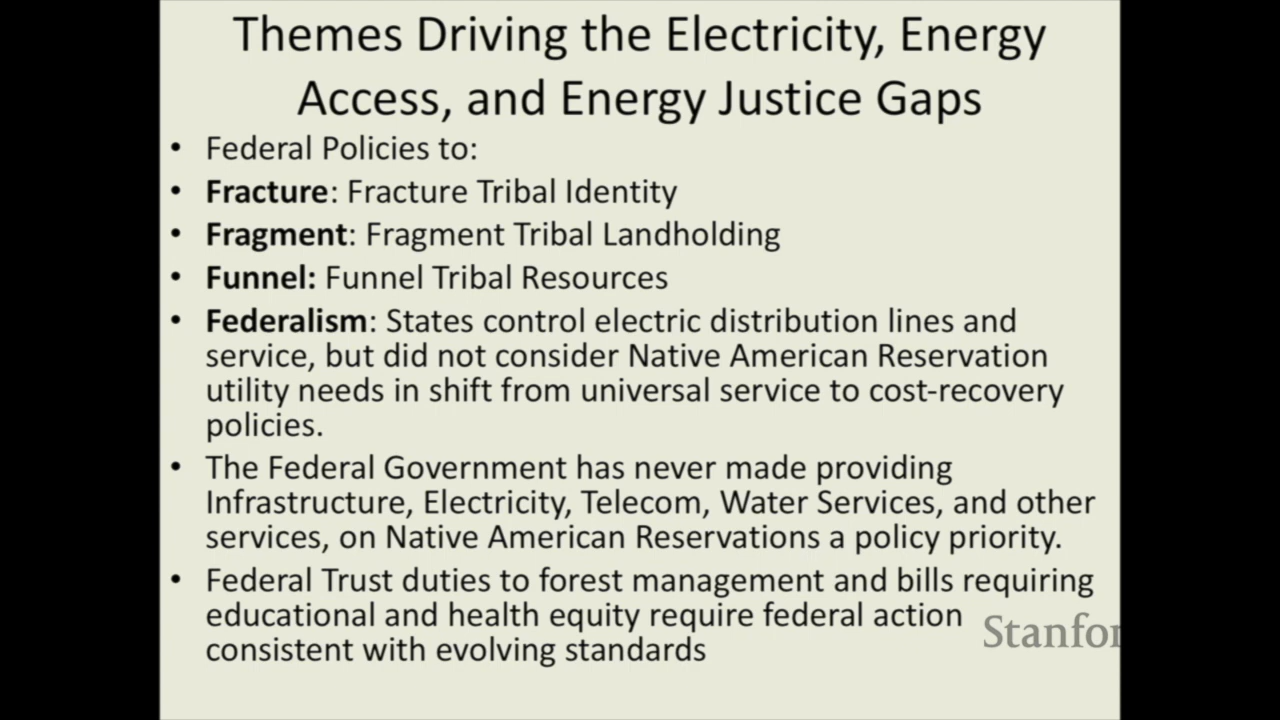 Themes Driving the Electricity, Energy
Access, and Energy Justice Gaps
• Federal Policies to:
• Fracture: Fracture Tribal Identity
• Fragment: Fragment Tribal Landholding
• Funnel: Funnel Tribal Resources
• Federalism: States control electric distribution lines and
service, but did not consider Native American Reservation
utility needs in shift from universal service to cost-recovery
policies.
• The Federal Government has never made providing
Infrastructure, Electricity, Telecom, Water Services, and other
services, on Native American Reservations a policy priority.
• Federal Trust duties to forest management and bills requiring
educational and health equity require federal action
consistent with evolving standards
Stanfor